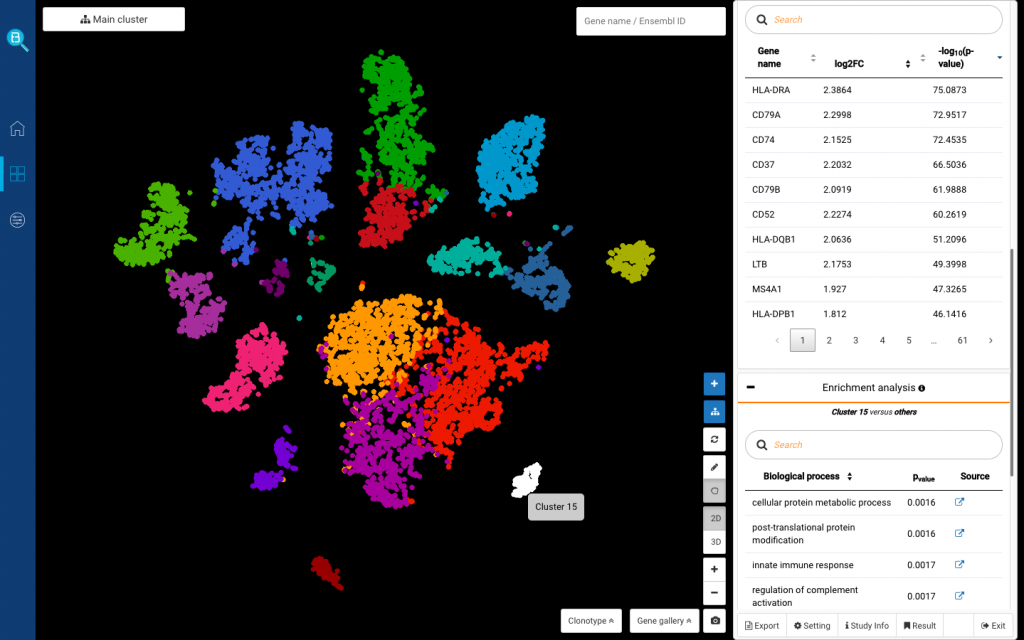 Main cluster
Gene name / Ensembl ID
Cluster 15
2D
3D
Clonotype
Gene gallery
Search
Gene name log2FC -log10(p-value)
HLA-DRA 2.3864 75.0873
CD79A 2.2998 72.9517
CD74 2.1525 72.4535
CD37 2.2032 66.5036
CD79B 2.0919 61.9888
CD52 2.2274 60.2619
HLA-DQB1 2.0636 51.2096
LTB 2.1753 49.3998
MS4A1 1.927 47.3265
HLA-DPB1 1.812 46.1416
‹ 1 2 3 4 5 ... 61 ›
Enrichment analysis
Cluster 15 versus others
Search
Biological process Pvalue Source
cellular protein metabolic process 0.0016
post-translational protein
modification 0.0016
innate immune response 0.0017
regulation of complement
activation 0.0017
Export Setting Study Info Result Exit